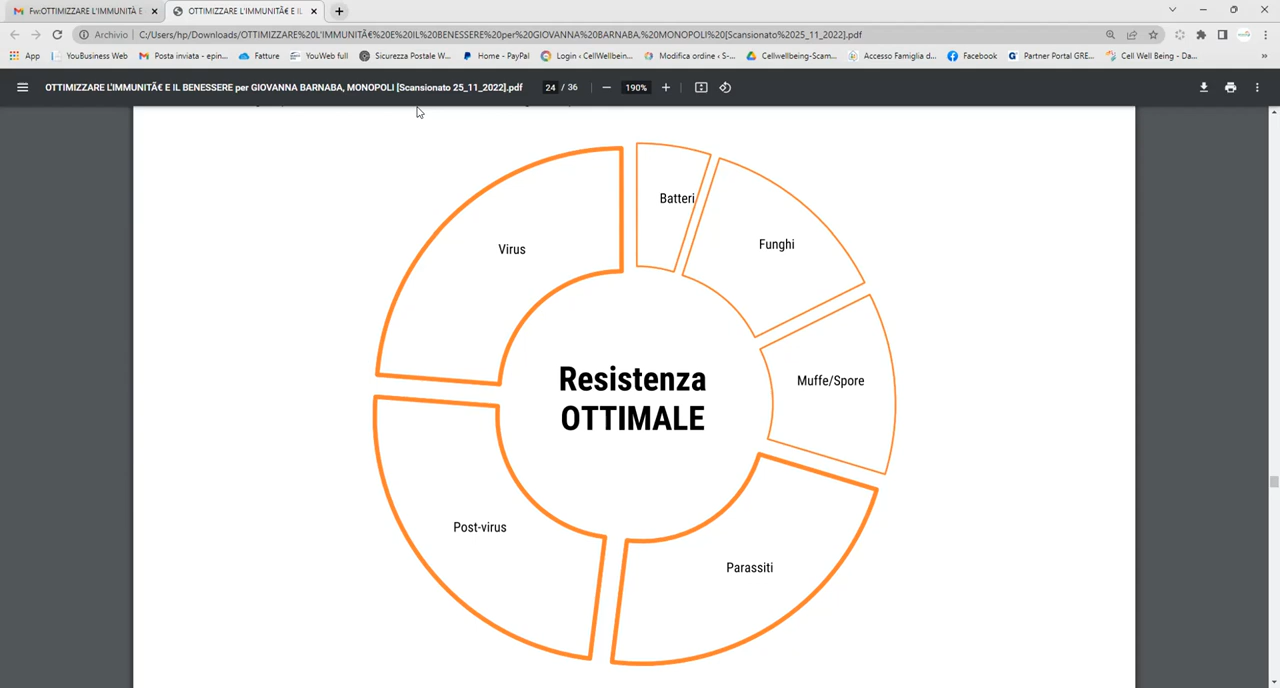 Fw:OTTIMIZZARE L'IMMUNITÀ E
OTTIMIZZARE L'IMMUNITÃ€ E IL
Archivio
C:/Users/hp/Downloads/OTTIMIZZARE%20L'IMMUNITÃ€%20E%20IL%20BENESSERE%20per%20GIOVANNA%20BARNABA,%20MONOPOLI%20[Scansionato%2025_11_2022].pdf
App
YouBusiness Web
Posta inviata - epin...
Fatture
YouWeb full
Sicurezza Postale W...
Home - PayPal
Login ‹ CellWellbein...
Modifica ordine ‹ S-...
Cellwellbeing-Scam...
Accesso Famiglia d...
Facebook
Partner Portal GRE...
Cell Well Being - Da...
OTTIMIZZARE L'IMMUNITÃ€ E IL BENESSERE per GIOVANNA BARNABA, MONOPOLI [Scansionato 25_11_2022].pdf
24 / 36
190%
Batteri
Virus
Funghi
Muffe/Spore
Resistenza
OTTIMALE
Post-virus
Parassiti